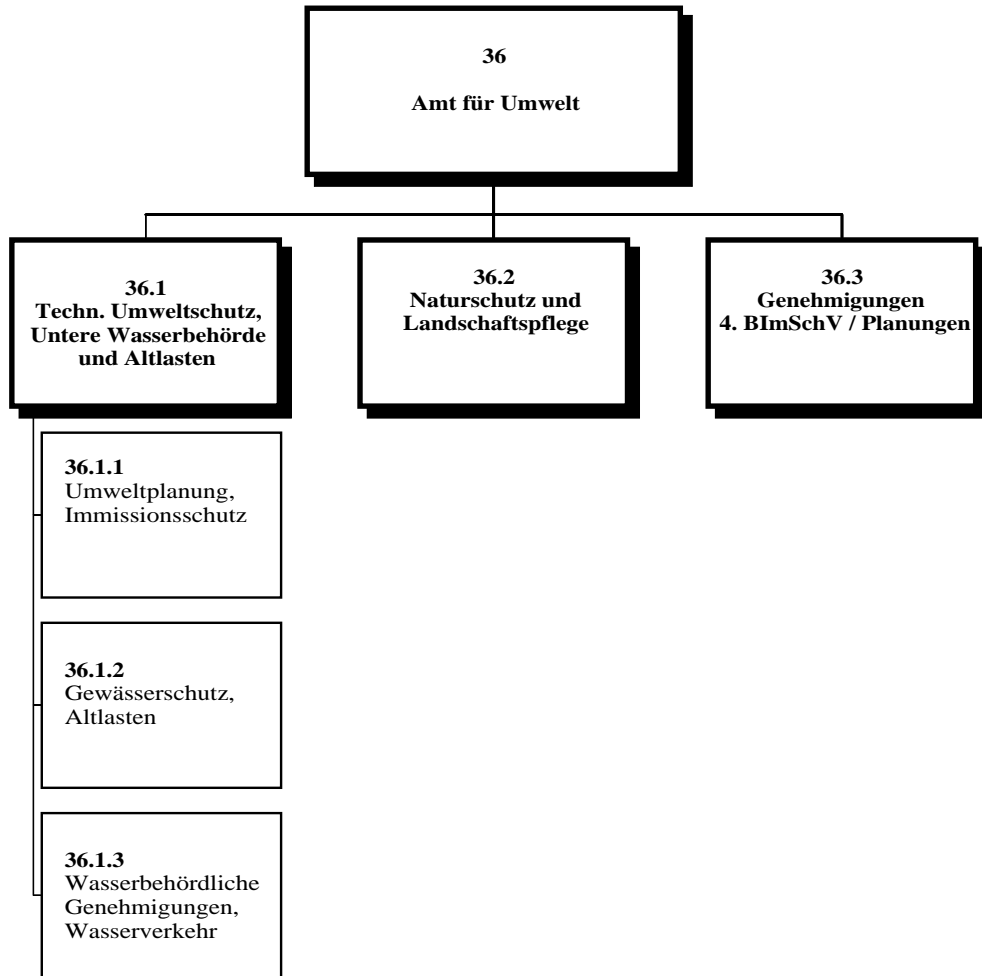 36
Amt für Umwelt
36.1
Techn. Umweltschutz,
Untere Wasserbehörde
und Altlasten
36.2
Naturschutz und
Landschaftspflege
36.3
Genehmigungen
4. BImSchV / Planungen
36.1.1
Umweltplanung,
Immissionsschutz
36.1.2
Gewässerschutz,
Altlasten
36.1.3
Wasserbehördliche
Genehmigungen,
Wasserverkehr